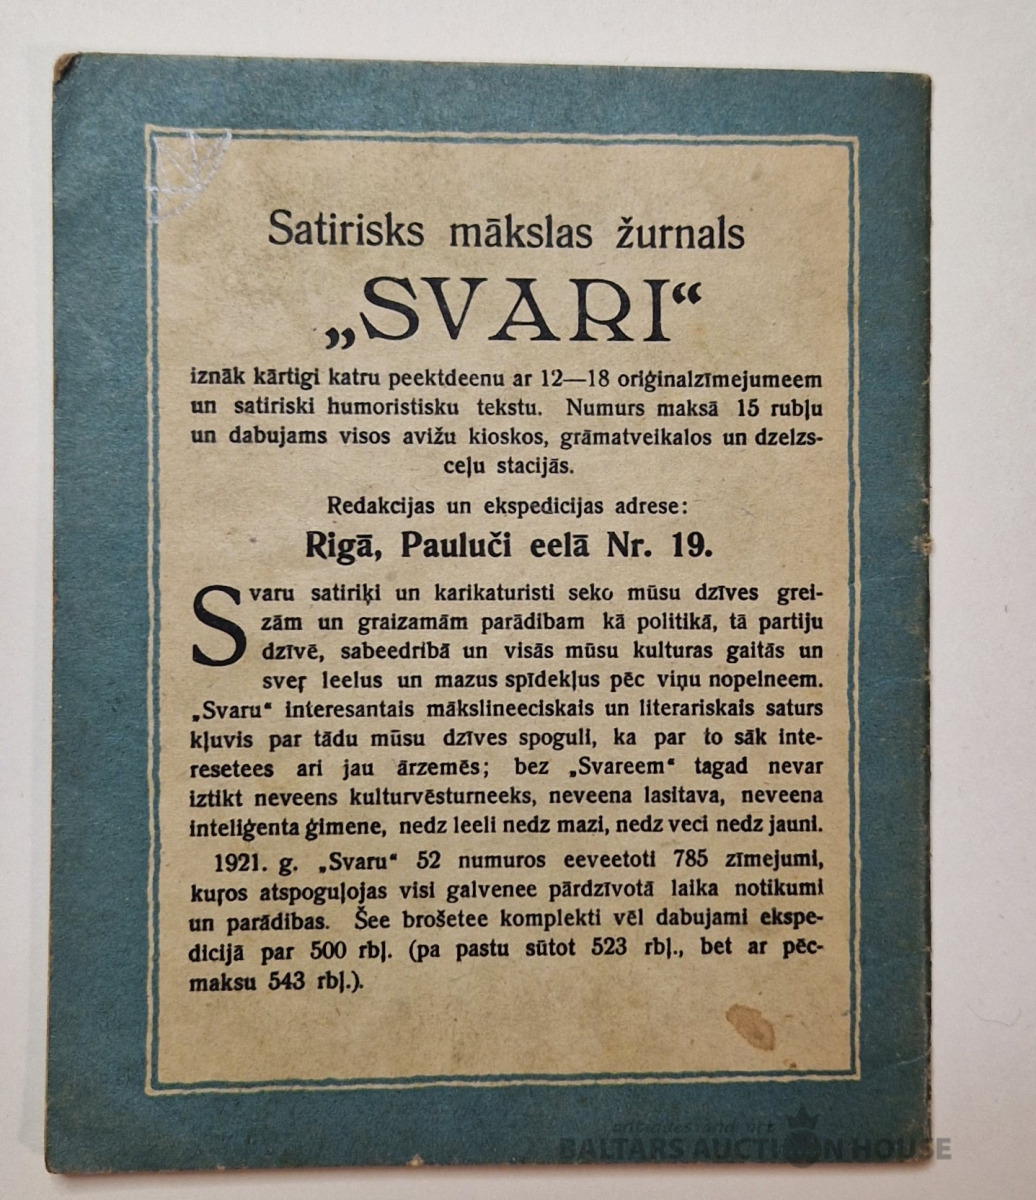 Satirisks mākslas žurnals
„SVARI“
iznāk kārtigi katru peektdeenu ar 12—18 oriģinalzīmejumeem
un satiriski humoristisku tekstu. Numurs maksā 15 rubļu
un dabujams visos avižu kioskos, grāmatveikalos un dzelzs-
ceļu stacijās.
Redakcijas un ekspedicijas adrese:
Rigā, Pauluči eelā Nr. 19.
Svaru satiriķi un karikaturisti seko mūsu dzīves grei-
zām un graizamām parādibam kā politikā, tā partiju
dzīvē, sabeedribā un visās mūsu kulturas gaitās un
sveŗ leelus un mazus spīdekļus pēc viņu nopelneem.
„Svaru“ interesantais mākslineeciskais un literariskais saturs
kļuvis par tādu mūsu dzīves spoguli, ka par to sāk inte-
resetees ari jau ārzemēs; bez „Svareem“ tagad nevar
iztikt neveens kulturvēsturneeks, neveena lasitava, neveena
inteliģenta ģimene, nedz leeli nedz mazi, nedz veci nedz jauni.
1921. g. „Svaru“ 52 numuros eeveetoti 785 zīmejumi,
kuŗos atspoguļojas visi galvenee pārdzīvotā laika notikumi
un parādibas. Šee brošetee komplekti vēl dabujami ekspe-
dicijā par 500 rbļ. (pa pastu sūtot 523 rbļ., bet ar pēc-
maksu 543 rbļ.).
antiques and art
BALTARS AUCTION HOUSE